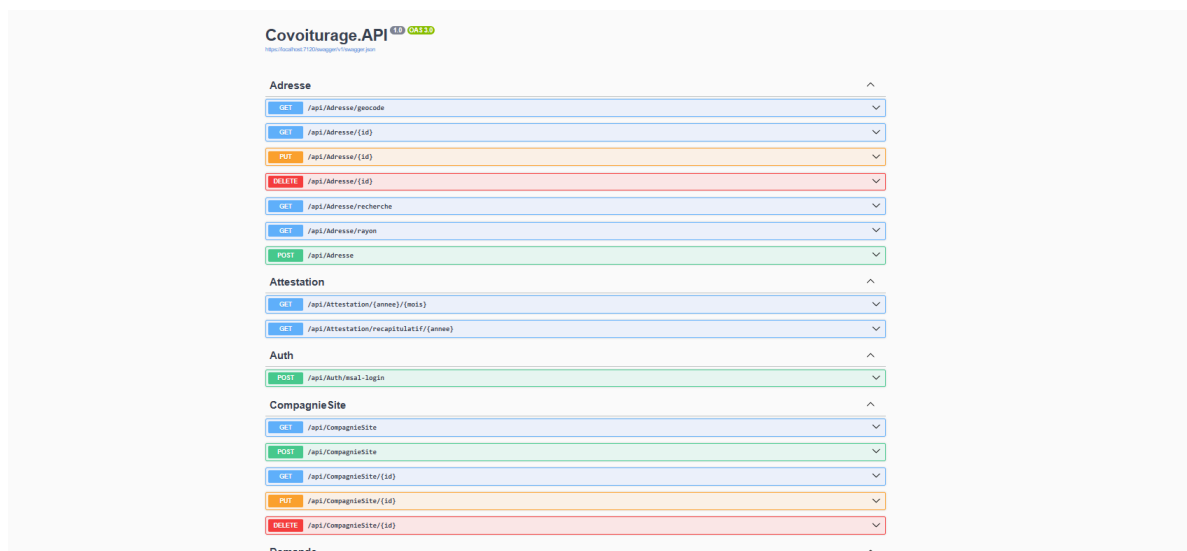 Covoiturage.API 1.0 OAS 3.0
https://localhost:7120/swagger/v1/swagger.json
Adresse
GET /api/Adresse/geocode
GET /api/Adresse/{id}
PUT /api/Adresse/{id}
DELETE /api/Adresse/{id}
GET /api/Adresse/recherche
GET /api/Adresse/rayon
POST /api/Adresse
Attestation
GET /api/Attestation/{annee}/{mois}
GET /api/Attestation/recapitulatif/{annee}
Auth
POST /api/Auth/msal-login
CompagnieSite
GET /api/CompagnieSite
POST /api/CompagnieSite
GET /api/CompagnieSite/{id}
PUT /api/CompagnieSite/{id}
DELETE /api/CompagnieSite/{id}
Demande